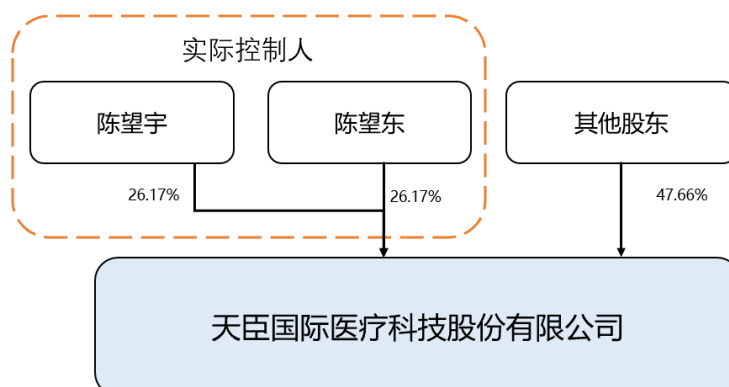 实际控制人
陈望宇
陈望东
其他股东
26.17%
26.17%
47.66%
天臣国际医疗科技股份有限公司